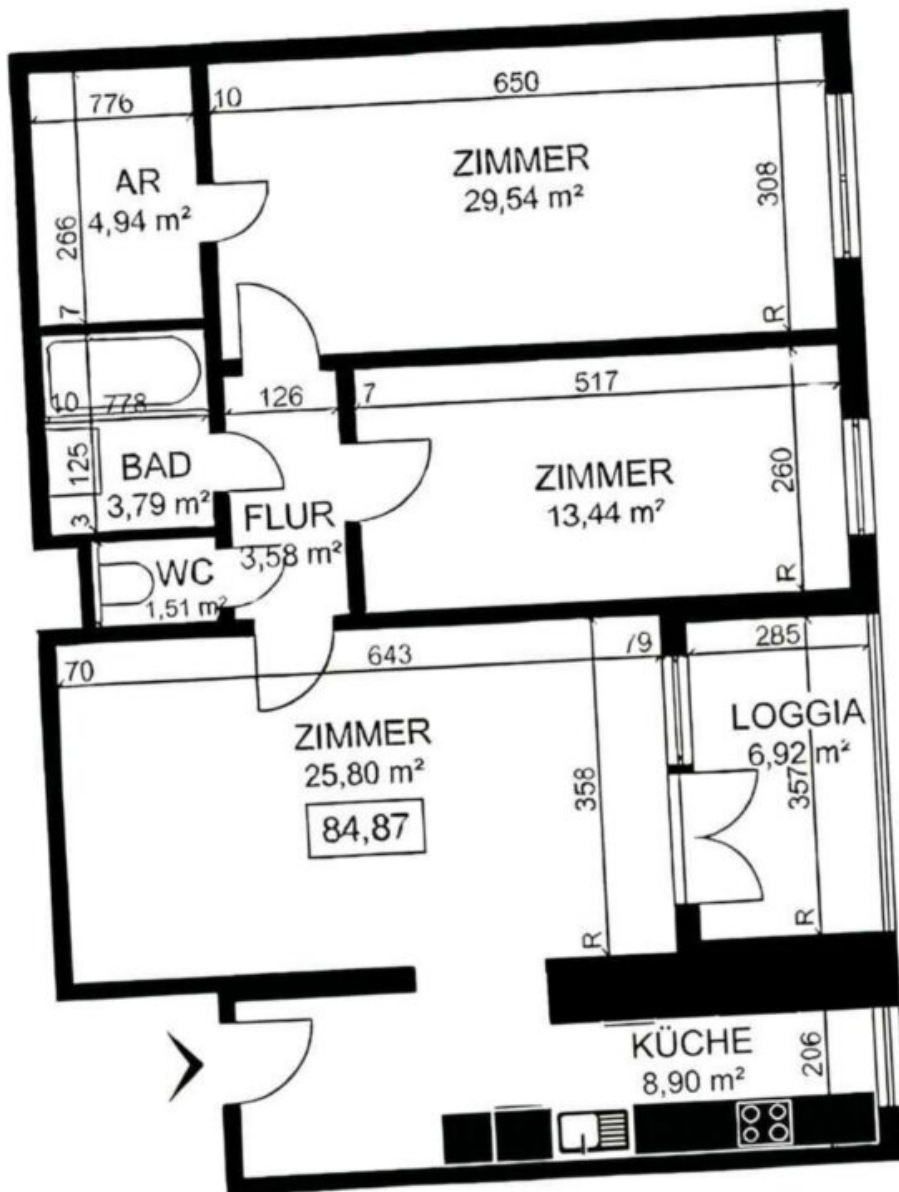 776
10
650
AR
4,94 m²
ZIMMER
29,54 m²
308
266
7
R
10
778
126
7
517
BAD
3,79 m²
125
3
ZIMMER
13,44 m²
260
FLUR
3,58 m²
R
WC
1,51 m²
70
643
79
285
ZIMMER
25,80 m²
84,87
LOGGIA
6,92 m²
358
357
R
R
KÜCHE
8,90 m²
206